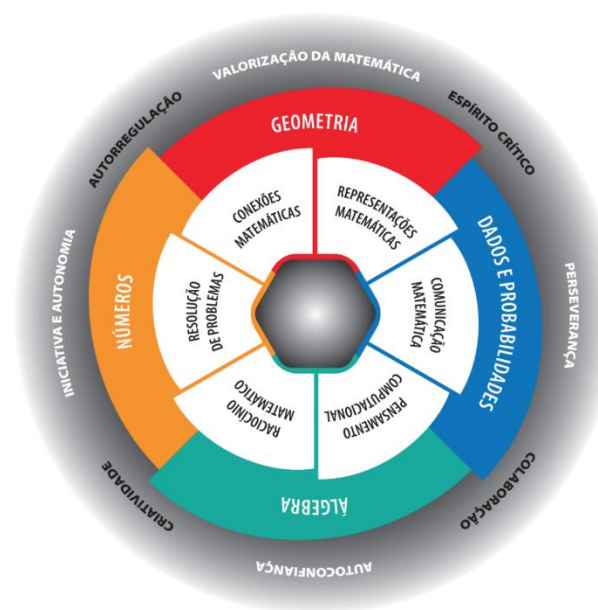 VALORIZAÇÃO DA MATEMÁTICA
ESPÍRITO CRÍTICO
PERSEVERANÇA
COLABORAÇÃO
AUTOCONFIANÇA
CRIATIVIDADE
INICIATIVA E AUTONOMIA
AUTORREGULAÇÃO
GEOMETRIA
DADOS E PROBABILIDADES
ÁLGEBRA
NÚMEROS
CONEXÕES
MATEMÁTICAS
REPRESENTAÇÕES
MATEMÁTICAS
COMUNICAÇÃO
MATEMÁTICA
PENSAMENTO
COMPUTACIONAL
RACIOCÍNIO
MATEMÁTICO
RESOLUÇÃO
DE PROBLEMAS